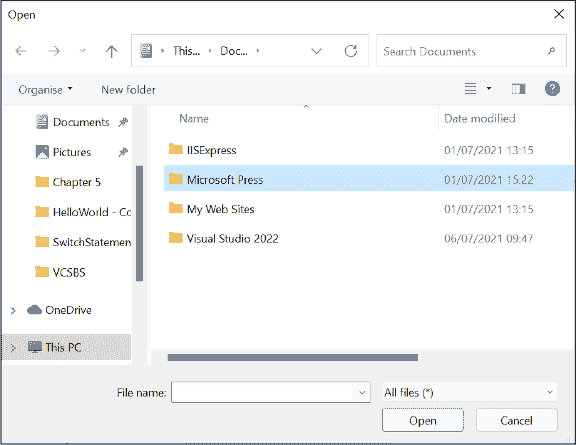 Open
This... Doc...
Search Documents
Organise New folder
Name Date modified
Documents
Pictures
Chapter 5
HelloWorld - Co
SwitchStatemen
VCSBS
OneDrive
This PC
IISExpress 01/07/2021 13:15
Microsoft Press 01/07/2021 15:22
My Web Sites 01/07/2021 13:15
Visual Studio 2022 06/07/2021 09:47
File name:
All files (*)
Open Cancel